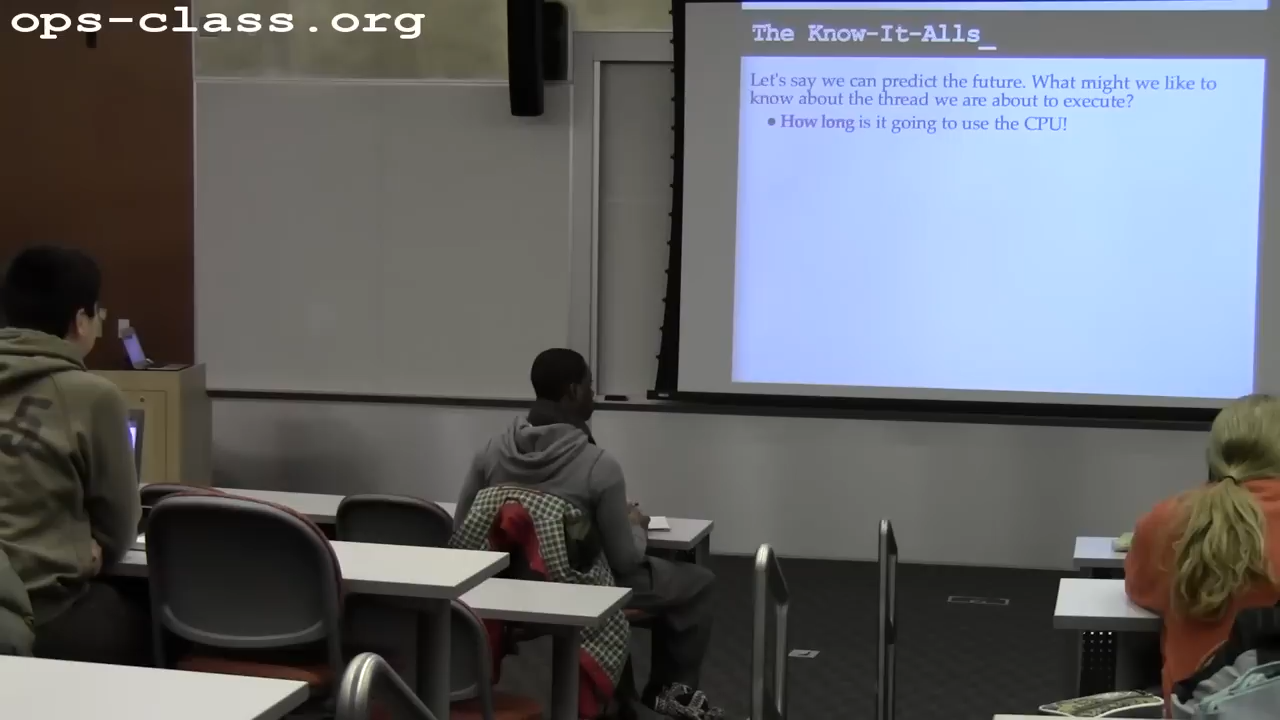 ops-class.org
The Know-It-Alls_
Let's say we can predict the future. What might we like to
know about the thread we are about to execute?
• How long is it going to use the CPU!
5